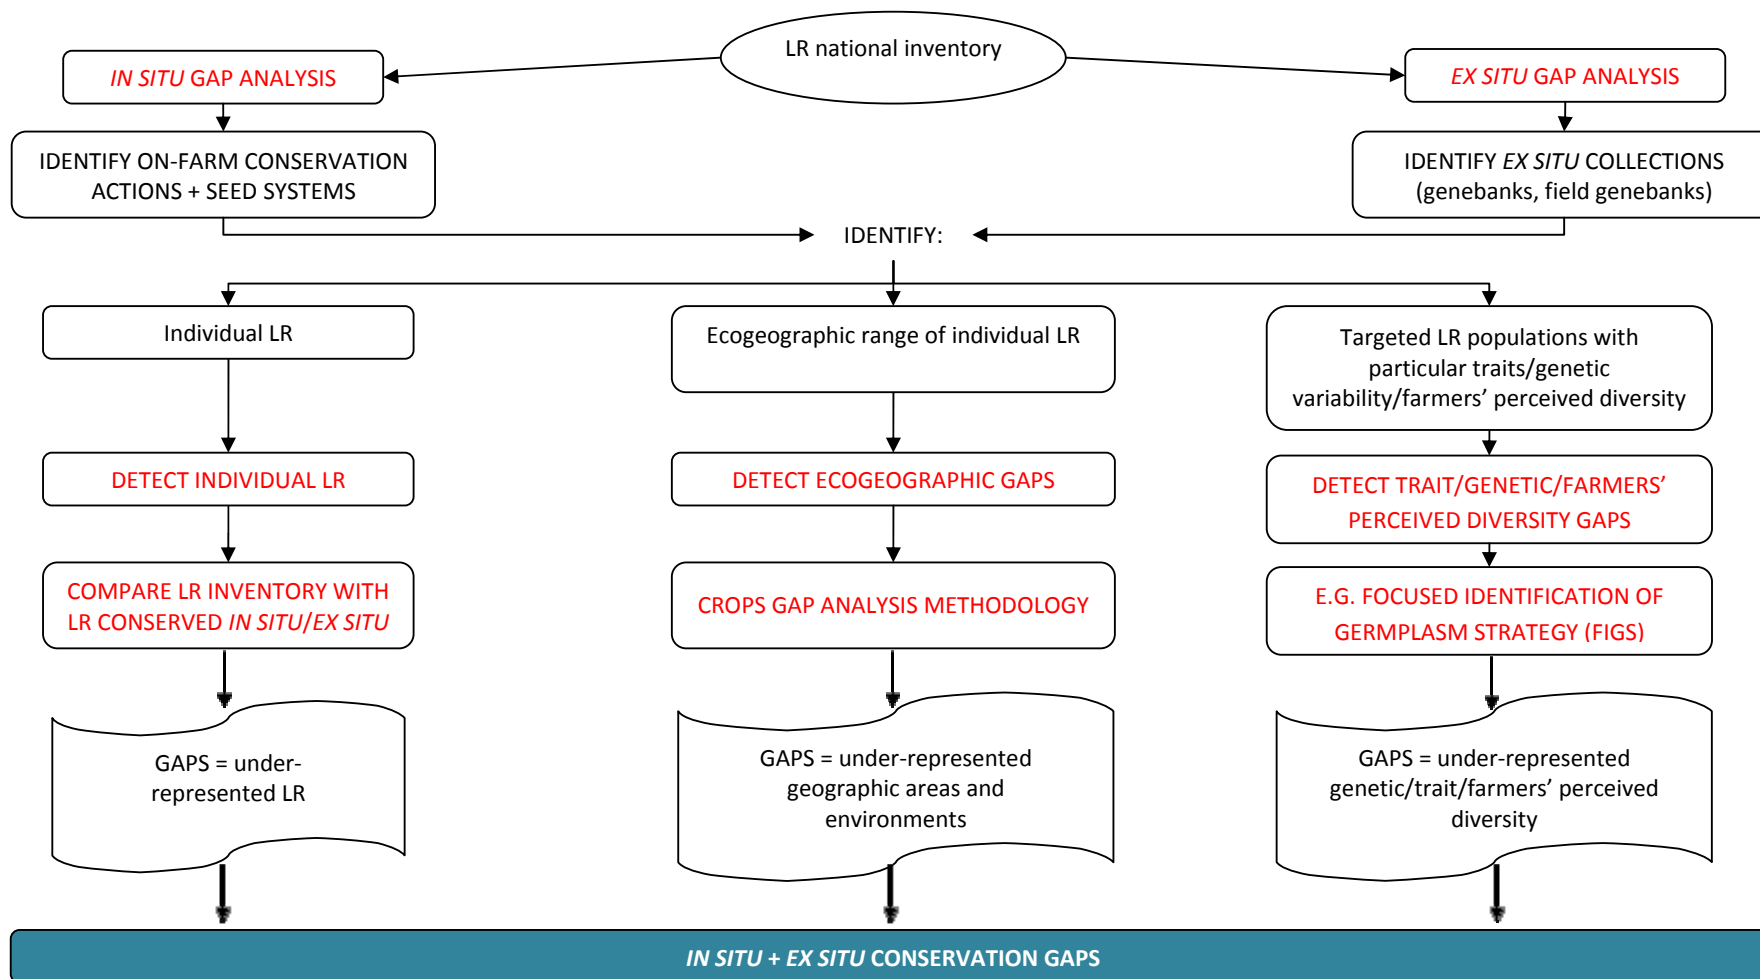 LR national inventory
IN SITU GAP ANALYSIS
EX SITU GAP ANALYSIS
IDENTIFY ON-FARM CONSERVATION
ACTIONS + SEED SYSTEMS
IDENTIFY EX SITU COLLECTIONS
(genebanks, field genebanks)
IDENTIFY:
Individual LR
Ecogeographic range of individual LR
Targeted LR populations with
particular traits/genetic
variability/farmers’ perceived diversity
DETECT INDIVIDUAL LR
DETECT ECOGEOGRAPHIC GAPS
DETECT TRAIT/GENETIC/FARMERS’
PERCEIVED DIVERSITY GAPS
COMPARE LR INVENTORY WITH
LR CONSERVED IN SITU/EX SITU
CROPS GAP ANALYSIS METHODOLOGY
E.G. FOCUSED IDENTIFICATION OF
GERMPLASM STRATEGY (FIGS)
GAPS = under-
represented LR
GAPS = under-represented
geographic areas and
environments
GAPS = under-represented
genetic/trait/farmers’ perceived
diversity
IN SITU + EX SITU CONSERVATION GAPS